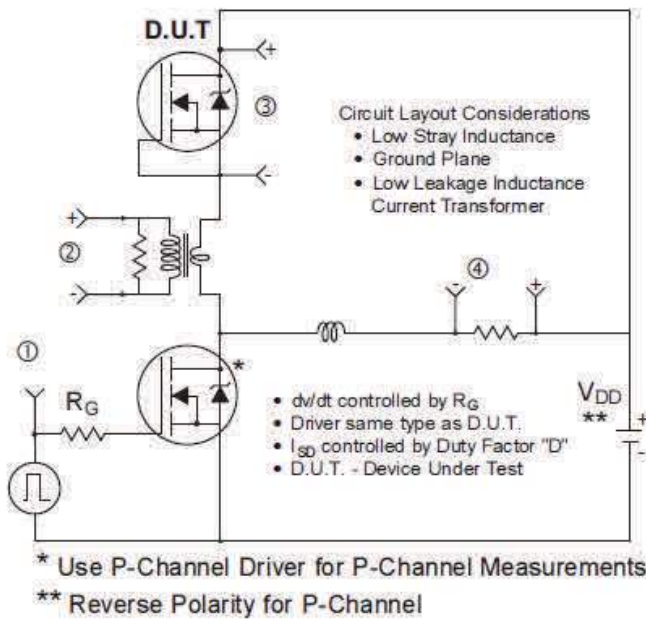 D.U.T
+
③
Circuit Layout Considerations
• Low Stray Inductance
• Ground Plane
• Low Leakage Inductance
Current Transformer
-
+
②
-
④
-
+
①
*
RG
VDD
**
+
-
• dv/dt controlled by RG
• Driver same type as D.U.T.
• ISD controlled by Duty Factor "D"
• D.U.T. - Device Under Test
* Use P-Channel Driver for P-Channel Measurements
** Reverse Polarity for P-Channel